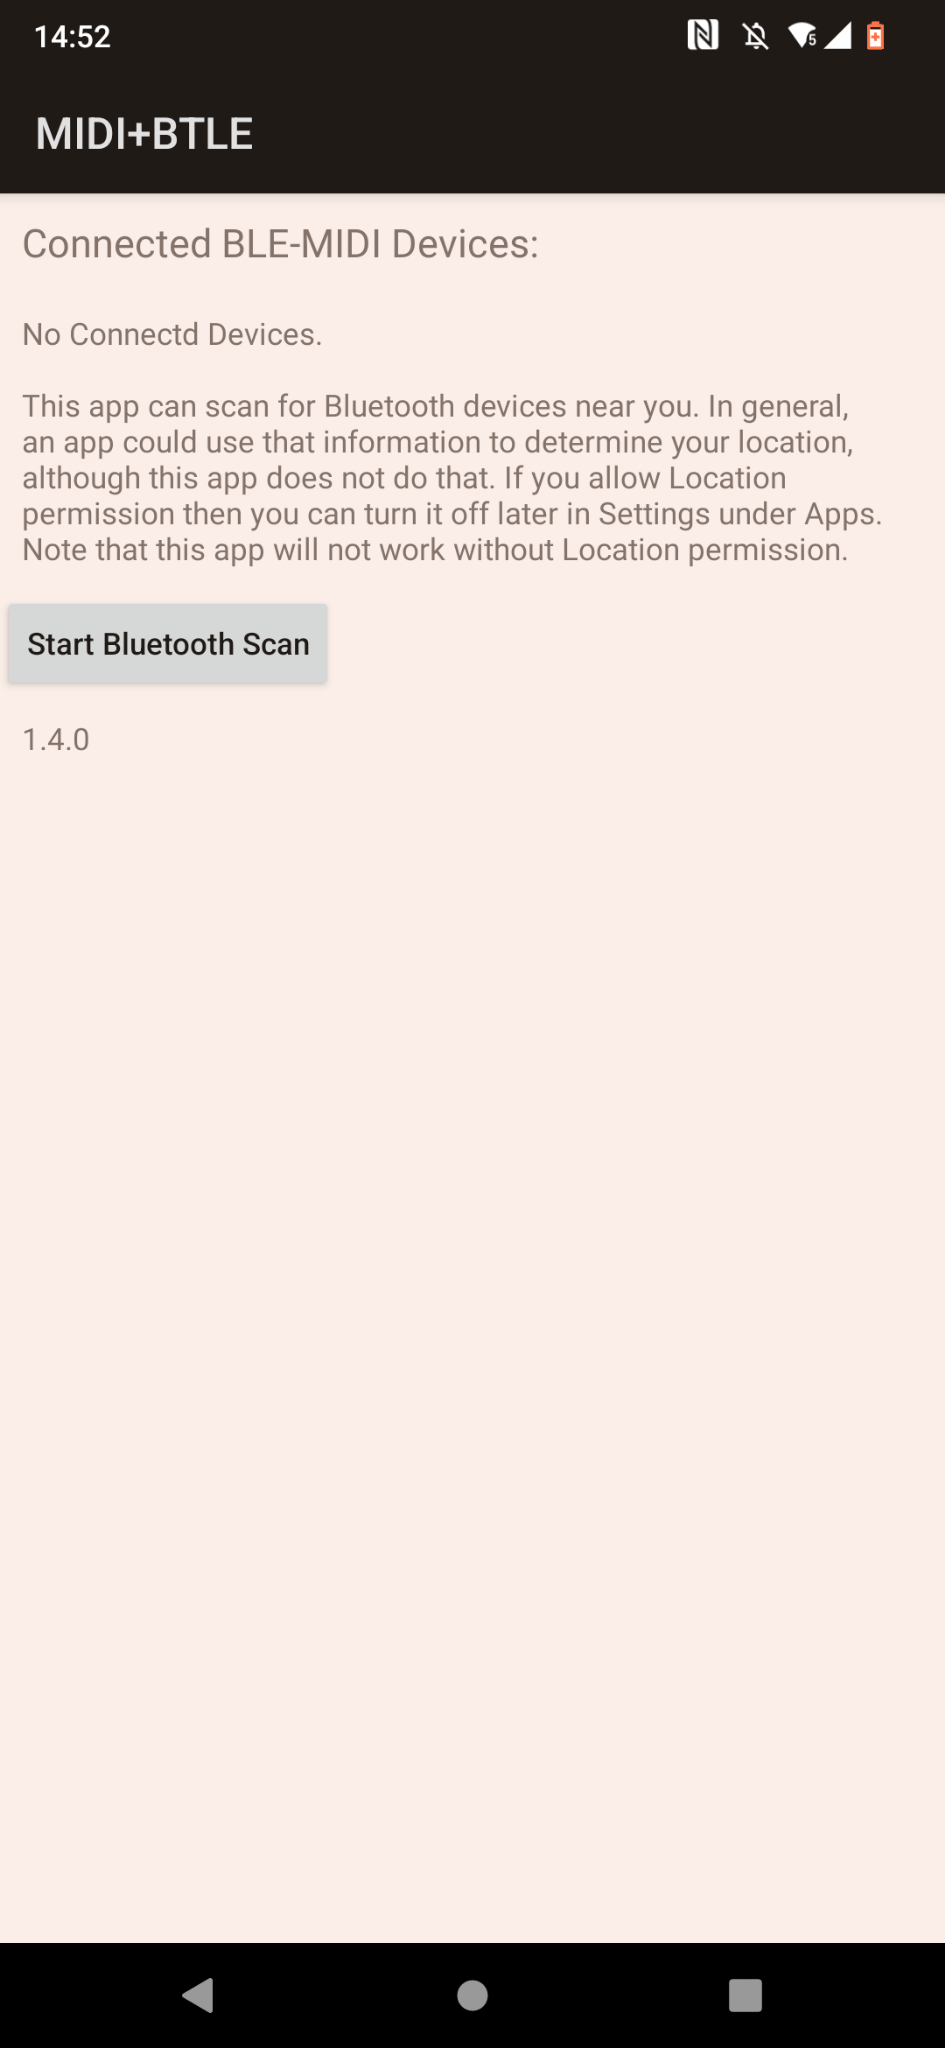 14:52
5
MIDI+BTLE
Connected BLE-MIDI Devices:
No Connectd Devices.
This app can scan for Bluetooth devices near you. In general,
an app could use that information to determine your location,
although this app does not do that. If you allow Location
permission then you can turn it off later in Settings under Apps.
Note that this app will not work without Location permission.
Start Bluetooth Scan
1.4.0